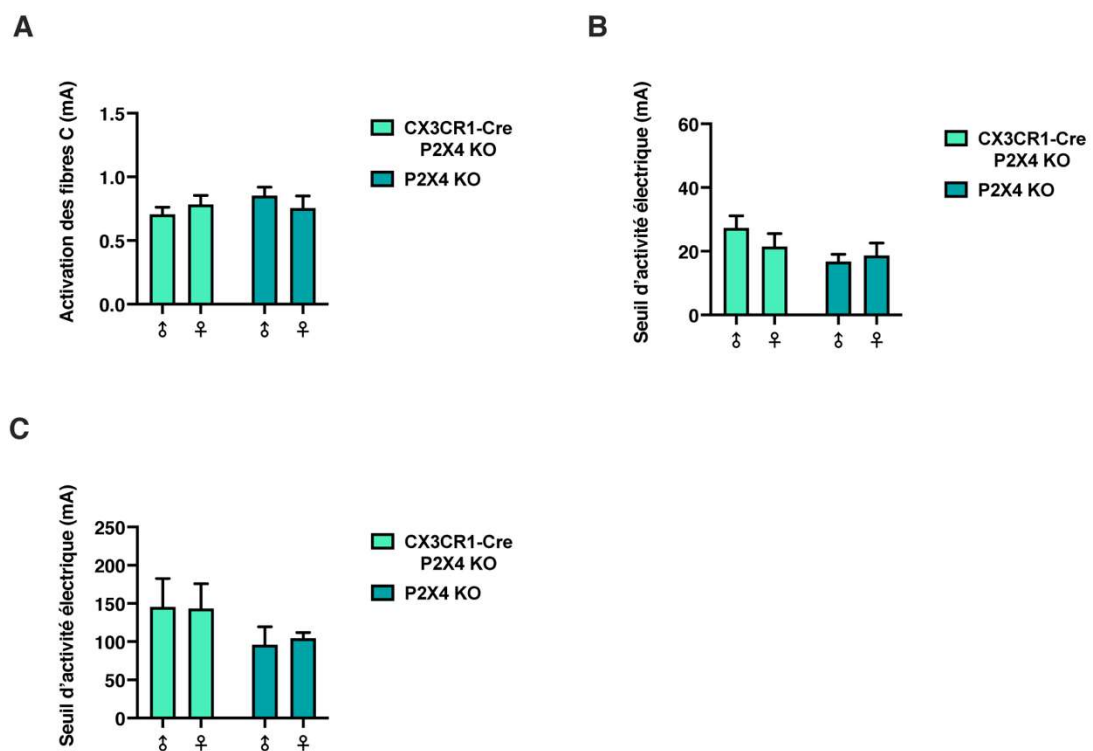 A
Activation des fibres C (mA)
1.5
1.0
0.5
0.0
♂
♀
♂
♀
CX3CR1-Cre
P2X4 KO
P2X4 KO
B
Seuil d'activité électrique (mA)
60
40
20
0
♂
♀
♂
♀
CX3CR1-Cre
P2X4 KO
P2X4 KO
C
Seuil d'activité électrique (mA)
250
200
150
100
50
0
♂
♀
♂
♀
CX3CR1-Cre
P2X4 KO
P2X4 KO